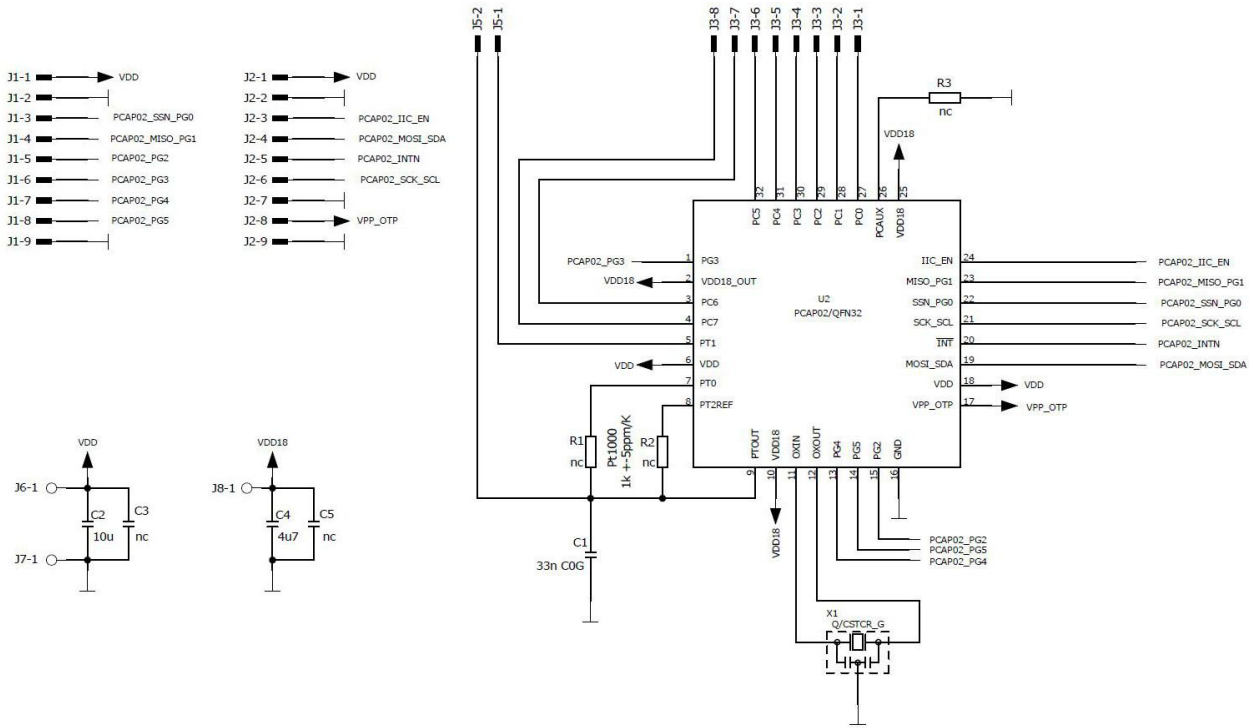 J5-2
J5-1
J3-8
J3-7
J3-6
J3-5
J3-4
J3-3
J3-2
J3-1
J1-1 VDD
J1-2
J1-3 PCAP02_SSN_PG0
J1-4 PCAP02_MISO_PG1
J1-5 PCAP02_PG2
J1-6 PCAP02_PG3
J1-7 PCAP02_PG4
J1-8 PCAP02_PG5
J1-9
J2-1 VDD
J2-2
J2-3 PCAP02_IIC_EN
J2-4 PCAP02_MOSI_SDA
J2-5 PCAP02_INTN
J2-6 PCAP02_SCK_SCL
J2-7
J2-8 VPP_OTP
J2-9
R3
nc
VDD18
32 31 30 29 28 27 26 25
PC5 PC4 PC3 PC2 PC1 PC0 PCAUX VDD18
PCAP02_PG3 1 PG3
VDD18 2 VDD18_OUT
3 PC6
4 PC7
5 PT1
VDD 6 VDD
7 PT0
8 PT2REF
U2
PCAP02/QFN32
IIC_EN 24 PCAP02_IIC_EN
MISO_PG1 23 PCAP02_MISO_PG1
SSN_PG0 22 PCAP02_SSN_PG0
SCK_SCL 21 PCAP02_SCK_SCL
INT 20 PCAP02_INTN
MOSI_SDA 19 PCAP02_MOSI_SDA
VDD 18 VDD
VPP_OTP 17 VPP_OTP
PTOUT VDD18 OXIN OXOUT PG4 PG5 PG2 GND
9 10 11 12 13 14 15 16
R1
nc
Pt1000
1k +-5ppm/K
R2
nc
VDD18
PCAP02_PG2
PCAP02_PG5
PCAP02_PG4
C1
33n C0G
X1
Q/CSTCR_G
VDD
J6-1
C2
10u
C3
nc
J7-1
VDD18
J8-1
C4
4u7
C5
nc